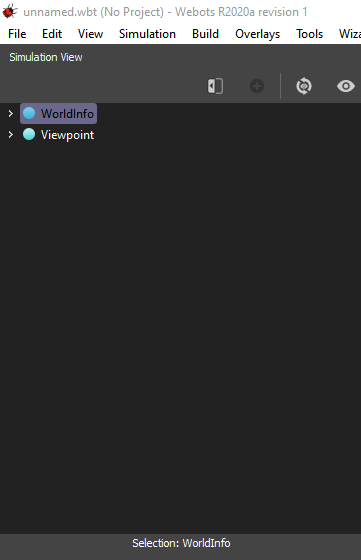 unnamed.wbt (No Project) - Webots R2020a revision 1
File Edit View Simulation Build Overlays Tools Wiza
Simulation View
WorldInfo
Viewpoint
Selection: WorldInfo